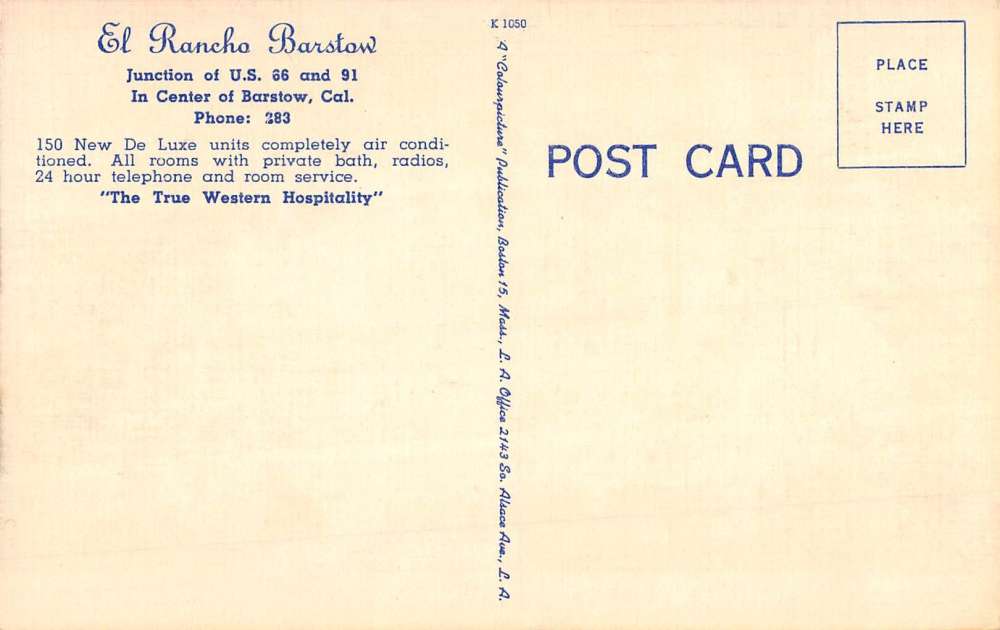 El Rancho Barstow
Junction of U.S. 66 and 91
In Center of Barstow, Cal.
Phone: 283
150 New De Luxe units completely air condi-
tioned. All rooms with private bath, radios,
24 hour telephone and room service.
"The True Western Hospitality"
K 1050
A "Colourpicture" Publication, Boston 15, Mass., L. A. Office 2143 So. Alsace Ave., L. A.
POST CARD
PLACE
STAMP
HERE